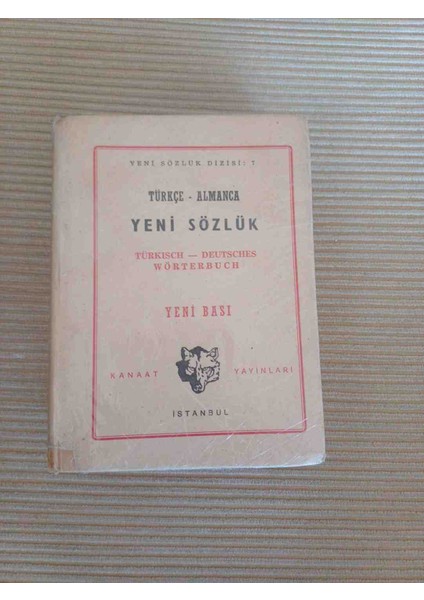 YENİ SÖZLÜK DİZİSİ: 7
TÜRKÇE - ALMANCA
YENİ SÖZLÜK
TÜRKISCH — DEUTSCHES
WÖRTERBUCH
YENİ BASI
KANAAT YAYINLARI
İSTANBUL